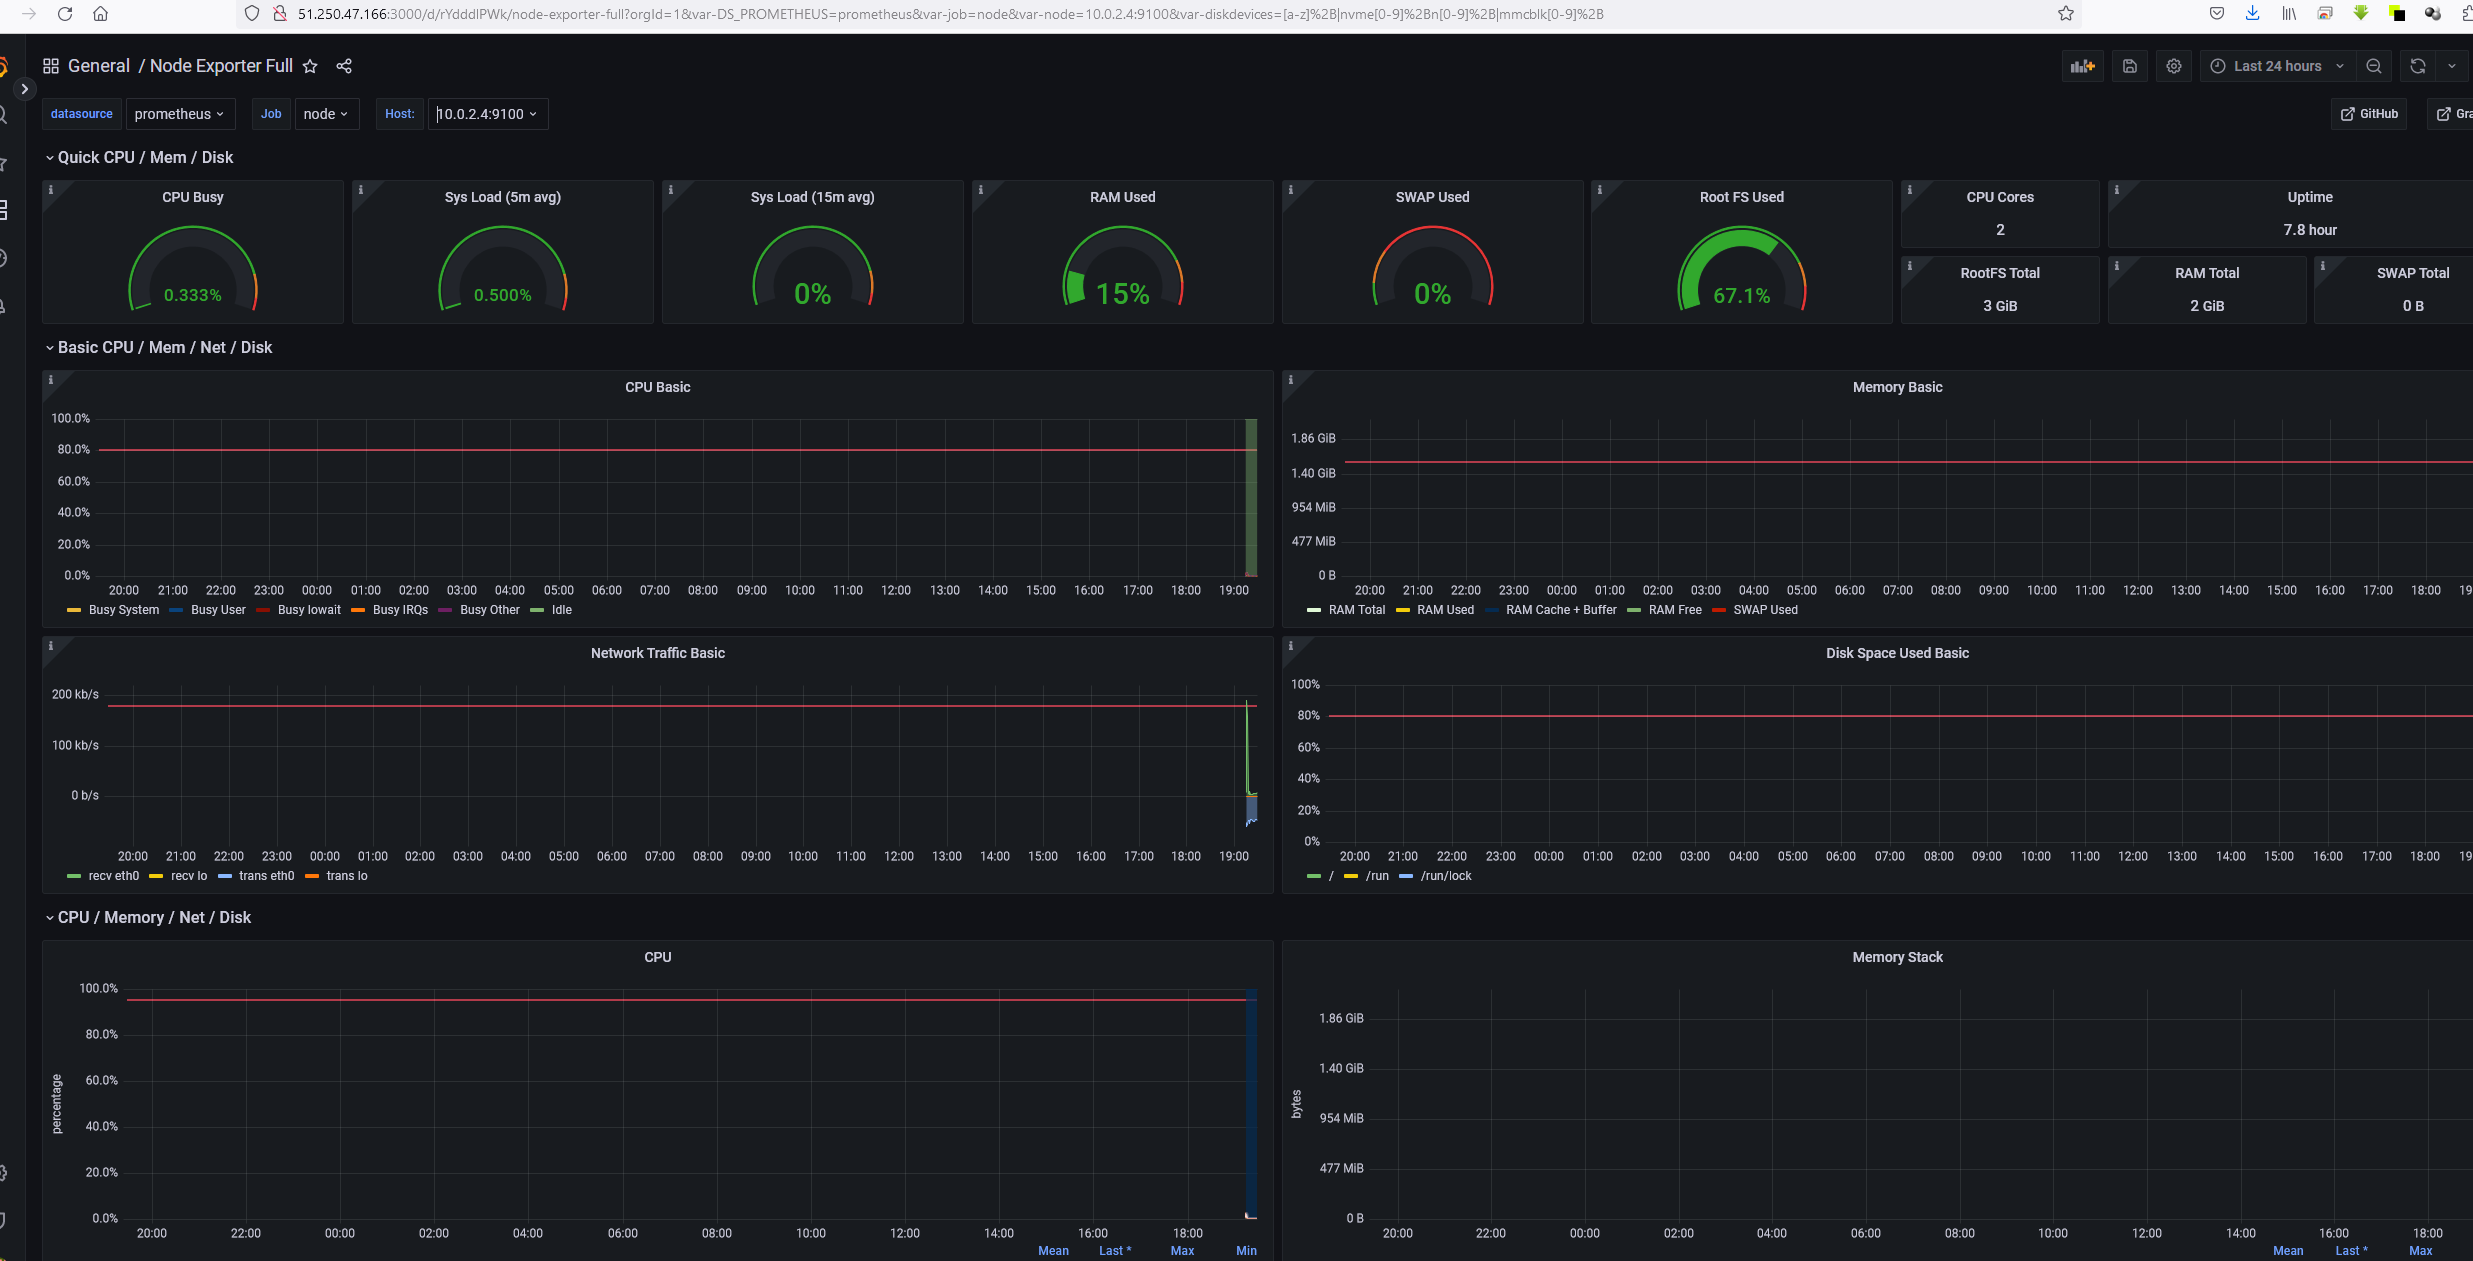 51.250.47.166:3000/d/rYdddlPWk/node-exporter-full?orgId=1&var-DS_PROMETHEUS=prometheus&var-job=node&var-node=10.0.2.4:9100&var-diskdevices=[a-z]%2B|nvme[0-9]%2Bn[0-9]%2B|mmcblk[0-9]%2B
General / Node Exporter Full
Last 24 hours
datasource prometheus Job node Host: 10.0.2.4:9100 GitHub Gra
Quick CPU / Mem / Disk
CPU Busy Sys Load (5m avg) Sys Load (15m avg) RAM Used SWAP Used Root FS Used CPU Cores Uptime
2 7.8 hour
RootFS Total RAM Total SWAP Total
0.333% 0.500% 0% 15% 0% 67.1% 3 GiB 2 GiB 0 B
Basic CPU / Mem / Net / Disk
CPU Basic
100.0%
80.0%
60.0%
40.0%
20.0%
0.0%
20:00 21:00 22:00 23:00 00:00 01:00 02:00 03:00 04:00 05:00 06:00 07:00 08:00 09:00 10:00 11:00 12:00 13:00 14:00 15:00 16:00 17:00 18:00 19:00
Busy System Busy User Busy Iowait Busy IRQs Busy Other Idle
Memory Basic
1.86 GiB
1.40 GiB
954 MiB
477 MiB
0 B
20:00 21:00 22:00 23:00 00:00 01:00 02:00 03:00 04:00 05:00 06:00 07:00 08:00 09:00 10:00 11:00 12:00 13:00 14:00 15:00 16:00 17:00 18:00 19
RAM Total RAM Used RAM Cache + Buffer RAM Free SWAP Used
Network Traffic Basic
200 kb/s
100 kb/s
0 b/s
20:00 21:00 22:00 23:00 00:00 01:00 02:00 03:00 04:00 05:00 06:00 07:00 08:00 09:00 10:00 11:00 12:00 13:00 14:00 15:00 16:00 17:00 18:00 19:00
recv eth0 recv lo trans eth0 trans lo
Disk Space Used Basic
100%
80%
60%
40%
20%
0%
20:00 21:00 22:00 23:00 00:00 01:00 02:00 03:00 04:00 05:00 06:00 07:00 08:00 09:00 10:00 11:00 12:00 13:00 14:00 15:00 16:00 17:00 18:00 19
/ /run /run/lock
CPU / Memory / Net / Disk
CPU
percentage
100.0%
80.0%
60.0%
40.0%
20.0%
0.0%
20:00 22:00 00:00 02:00 04:00 06:00 08:00 10:00 12:00 14:00 16:00 18:00
Mean Last * Max Min
Memory Stack
bytes
1.86 GiB
1.40 GiB
954 MiB
477 MiB
0 B
20:00 22:00 00:00 02:00 04:00 06:00 08:00 10:00 12:00 14:00 16:00 18:00
Mean Last * Max